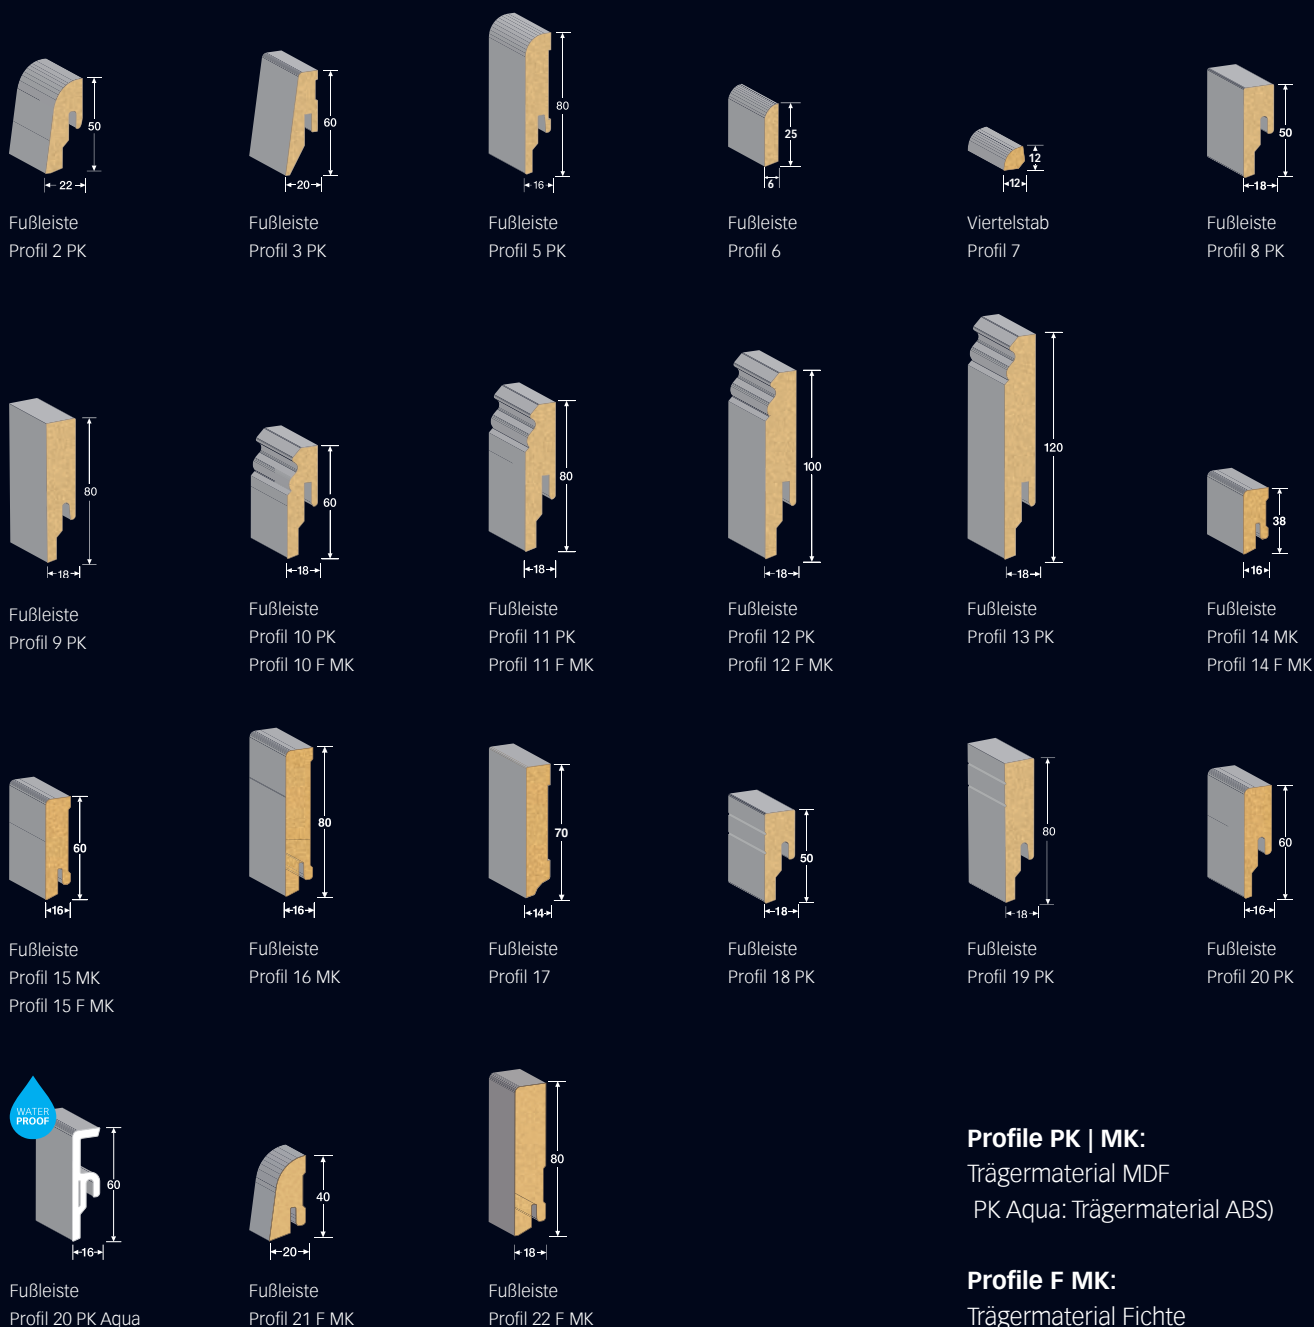 50
22
Fußleiste
Profil 2 PK
60
20
Fußleiste
Profil 3 PK
80
16
Fußleiste
Profil 5 PK
25
6
Fußleiste
Profil 6
12
12
Viertelstab
Profil 7
50
18
Fußleiste
Profil 8 PK
80
18
Fußleiste
Profil 9 PK
60
18
Fußleiste
Profil 10 PK
Profil 10 F MK
80
18
Fußleiste
Profil 11 PK
Profil 11 F MK
100
18
Fußleiste
Profil 12 PK
Profil 12 F MK
120
18
Fußleiste
Profil 13 PK
38
16
Fußleiste
Profil 14 MK
Profil 14 F MK
60
16
Fußleiste
Profil 15 MK
Profil 15 F MK
80
16
Fußleiste
Profil 16 MK
70
14
Fußleiste
Profil 17
50
18
Fußleiste
Profil 18 PK
80
18
Fußleiste
Profil 19 PK
60
16
Fußleiste
Profil 20 PK
WATER
PROOF
60
16
Fußleiste
Profil 20 PK Aqua
40
20
Fußleiste
Profil 21 F MK
80
18
Fußleiste
Profil 22 F MK
Profile PK | MK:
Trägermaterial MDF
PK Aqua: Trägermaterial ABS)
Profile F MK:
Trägermaterial Fichte